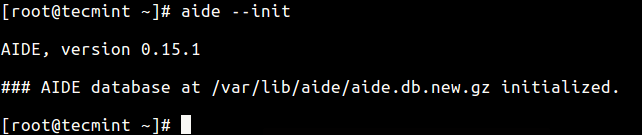 [root@tecmint ~]# aide --init
AIDE, version 0.15.1
### AIDE database at /var/lib/aide/aide.db.new.gz initialized.
[root@tecmint ~]#